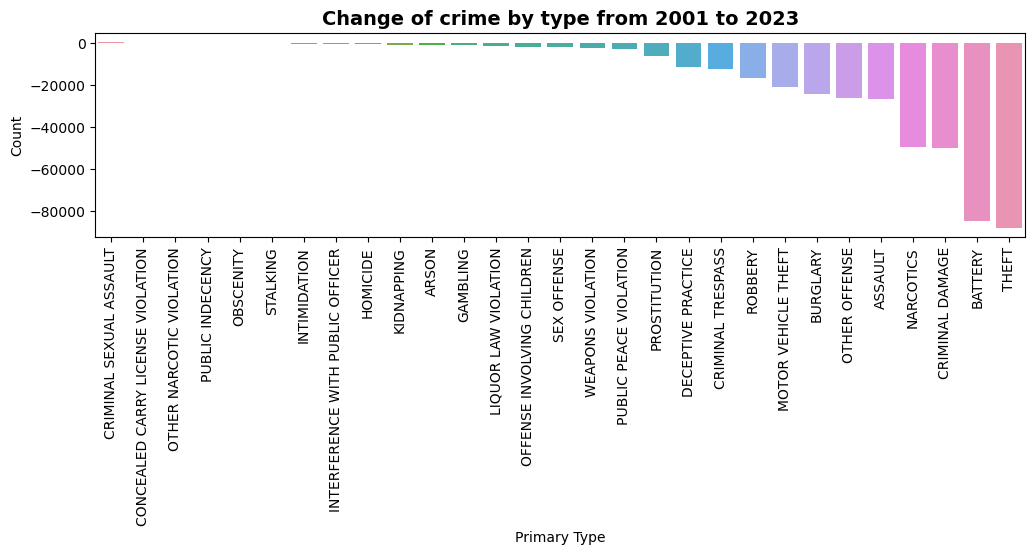 Change of crime by type from 2001 to 2023
Count
0
−20000
−40000
−60000
−80000
CRIMINAL SEXUAL ASSAULT
CONCEALED CARRY LICENSE VIOLATION
OTHER NARCOTIC VIOLATION
PUBLIC INDECENCY
OBSCENITY
STALKING
INTIMIDATION
INTERFERENCE WITH PUBLIC OFFICER
HOMICIDE
KIDNAPPING
ARSON
GAMBLING
LIQUOR LAW VIOLATION
OFFENSE INVOLVING CHILDREN
SEX OFFENSE
WEAPONS VIOLATION
PUBLIC PEACE VIOLATION
PROSTITUTION
DECEPTIVE PRACTICE
CRIMINAL TRESPASS
ROBBERY
MOTOR VEHICLE THEFT
BURGLARY
OTHER OFFENSE
ASSAULT
NARCOTICS
CRIMINAL DAMAGE
BATTERY
THEFT
Primary Type